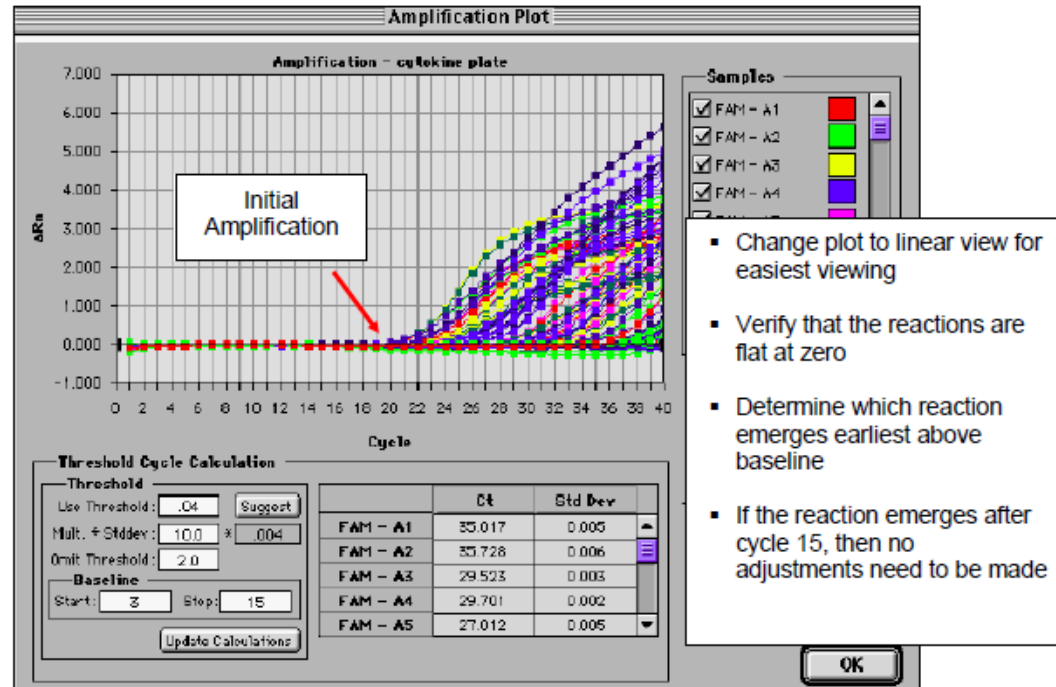 Amplification Plot
Amplification - cytokine plate
7.000
6.000
5.000
4.000
3.000
2.000
1.000
0.000
-1.000
ΔRn
0 2 4 6 8 10 12 14 16 18 20 22 24 26 28 30 32 34 36 38 40
Cycle
Initial
Amplification
Samples
FAM - A1
FAM - A2
FAM - A3
FAM - A4
▪ Change plot to linear view for
easiest viewing
▪ Verify that the reactions are
flat at zero
▪ Determine which reaction
emerges earliest above
baseline
▪ If the reaction emerges after
cycle 15, then no
adjustments need to be made
Threshold Cycle Calculation
Threshold
Use Threshold: .04 Suggest
Mult. * Stddev: 10.0 * .004
Omit Threshold: 2.0
Baseline
Start: 3 Stop: 15
Update Calculations
Ct Std Dev
FAM - A1 35.017 0.005
FAM - A2 35.728 0.006
FAM - A3 29.523 0.003
FAM - A4 29.701 0.002
FAM - A5 27.012 0.005
OK